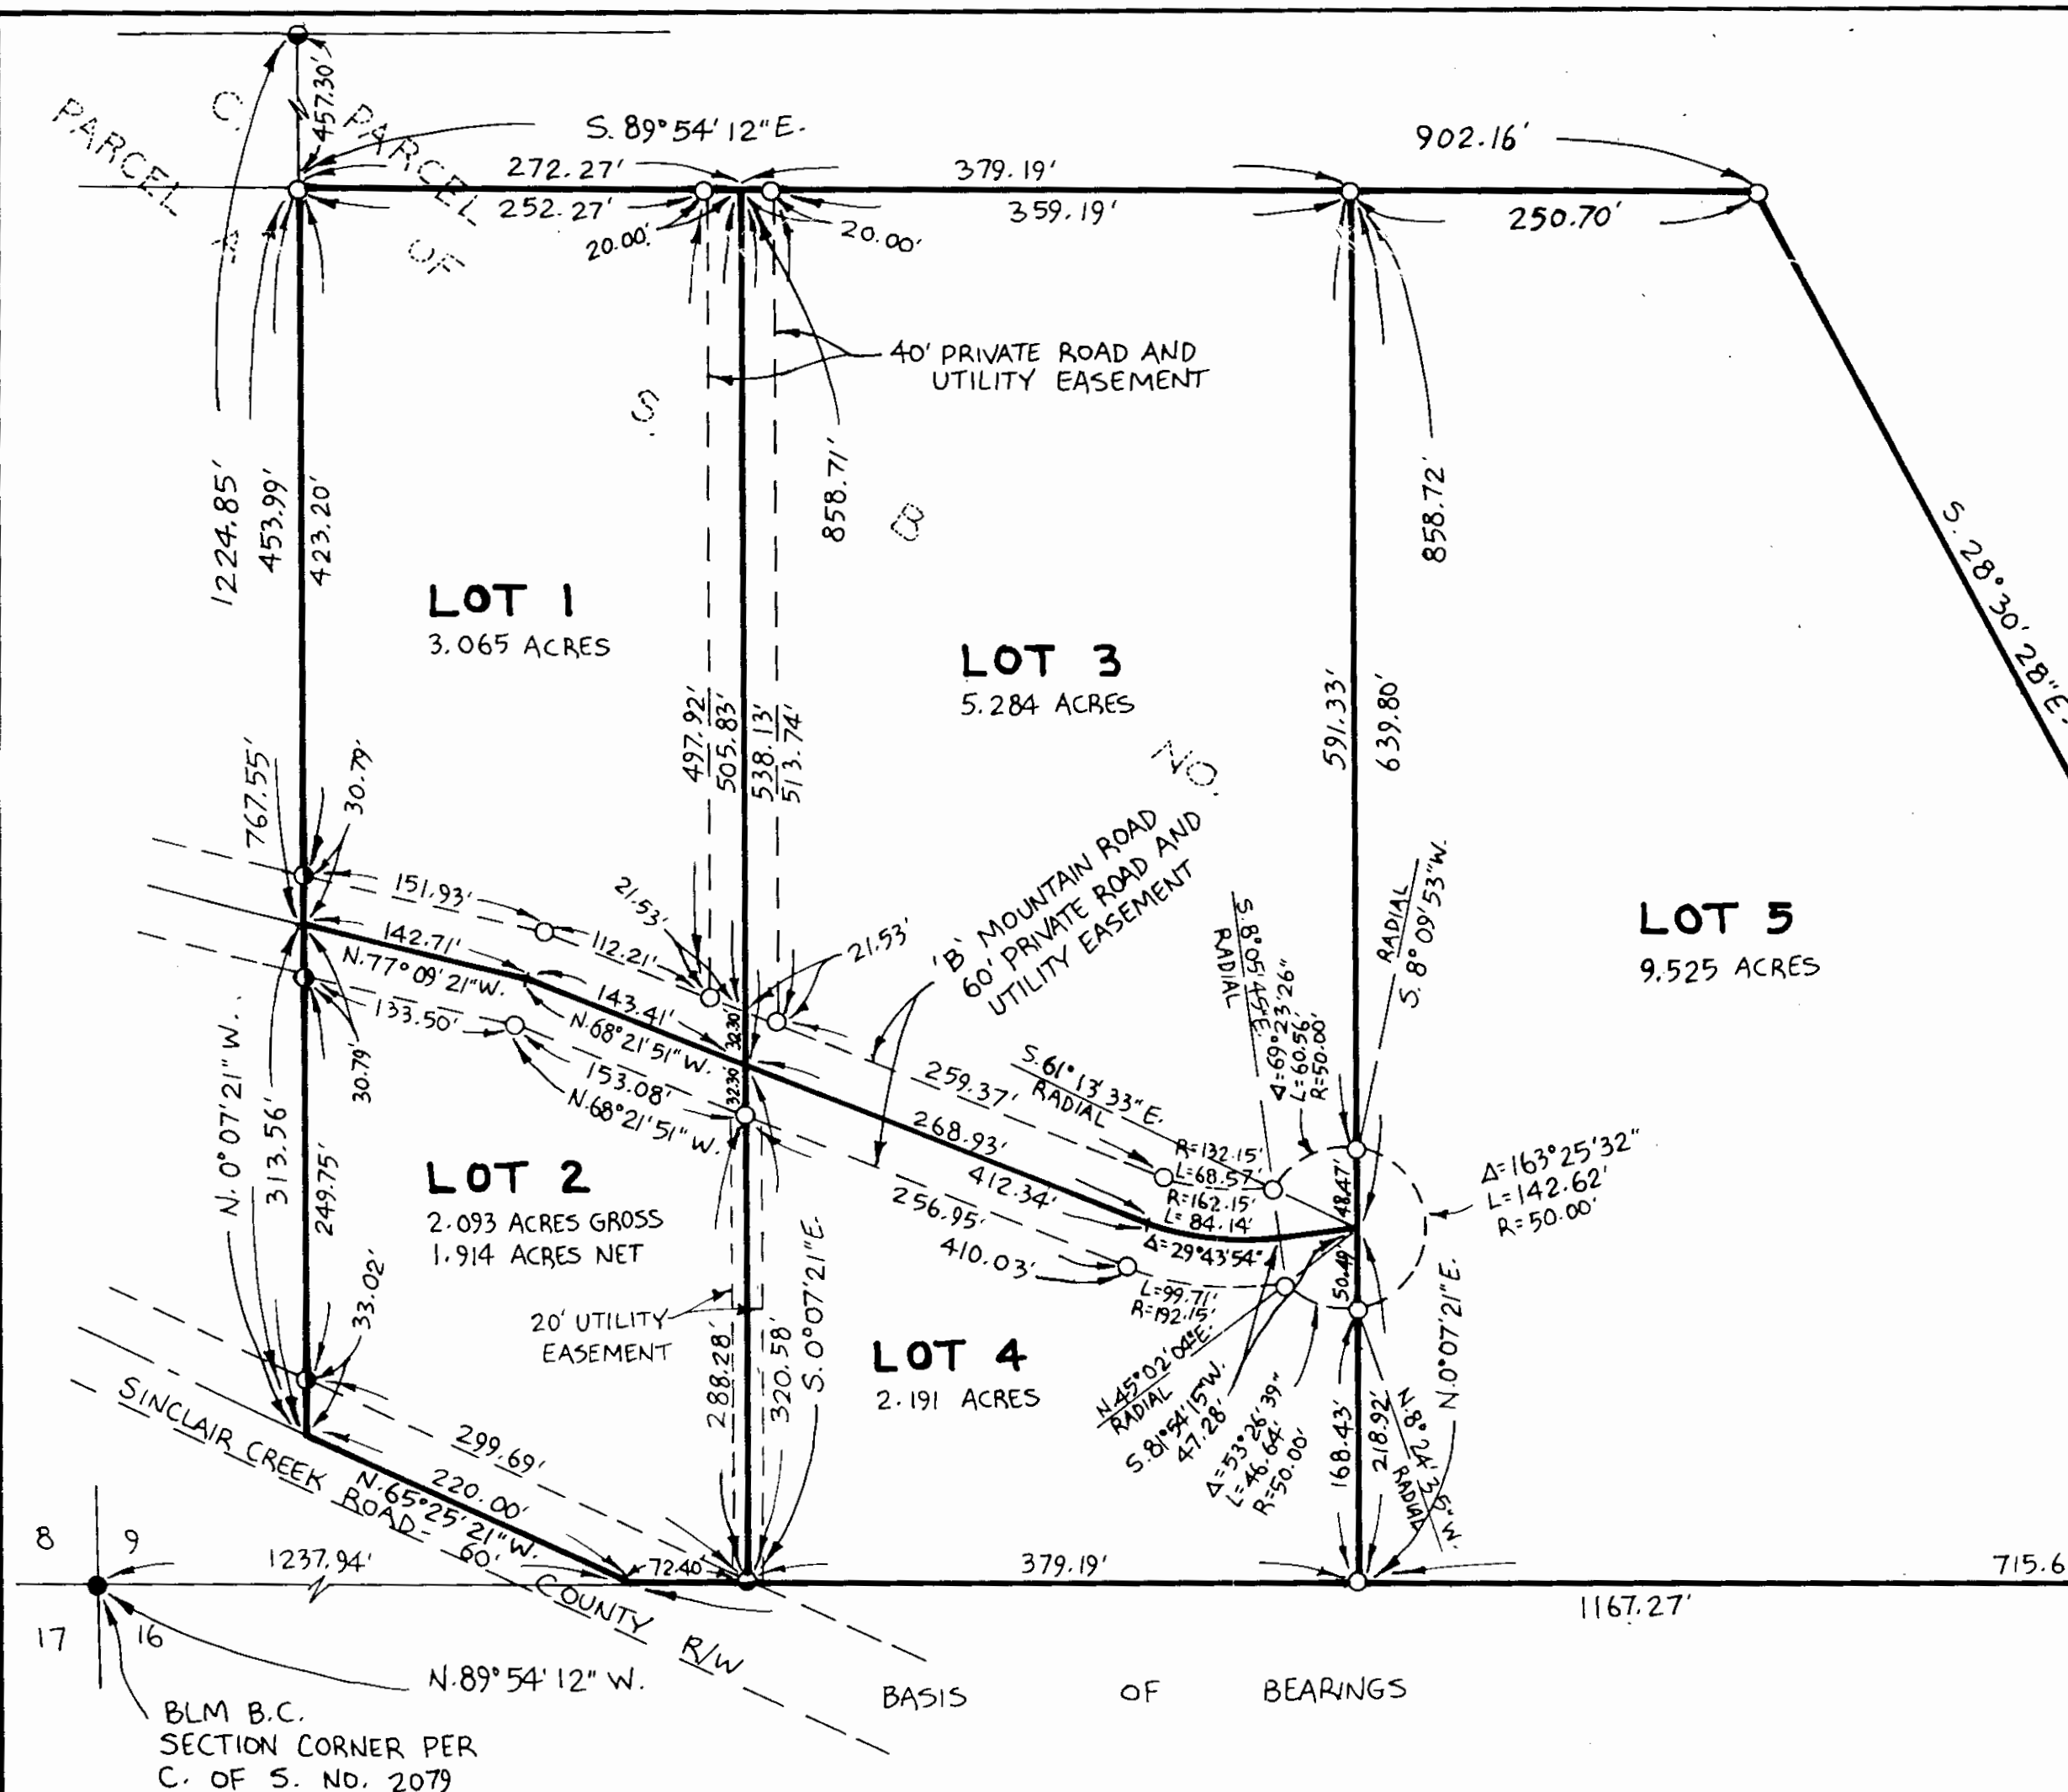 457.30'
C.
PARCEL
A
PARCEL
OF
S.
B
NO.
S. 89°54'12"E.
902.16'
272.27'
379.19'
252.27'
359.19'
250.70'
20.00'
20.00'
40' PRIVATE ROAD AND
UTILITY EASEMENT
1224.85'
453.99'
423.20'
858.71'
858.72'
S. 28°30'28"E.
LOT 1
3.065 ACRES
LOT 3
5.284 ACRES
497.92'
505.83'
538.13'
513.74'
591.33'
639.80'
767.55'
30.79'
151.93'
21.53'
112.21'
21.53'
142.71'
N.77°09'21"W.
143.41'
N.68°21'51"W.
32.30'
32.30'
133.50'
153.08'
N.68°21'51"W.
30.79'
'B' MOUNTAIN ROAD
60' PRIVATE ROAD AND
UTILITY EASEMENT
S.8°05'45"E.
RADIAL
Δ=69°23'26"
L=60.56'
R=50.00'
RADIAL
S.8°09'53"W.
LOT 5
9.525 ACRES
259.37'
S.61°13'33"E.
RADIAL
R=132.15'
L=68.57'
R=162.15'
L=84.14'
Δ=29°43'54"
268.93'
412.34'
256.95'
410.03'
L=99.71'
R=192.15'
48.47'
50.49'
Δ=163°25'32"
L=142.62'
R=50.00'
N.0°07'21"W.
313.56'
249.75'
LOT 2
2.093 ACRES GROSS
1.914 ACRES NET
33.02'
20' UTILITY
EASEMENT
288.28'
320.58'
S.0°07'21"E.
LOT 4
2.191 ACRES
N.45°02'04"E.
RADIAL
S.81°54'15"W.
47.28'
Δ=53°26'39"
L=46.64'
R=50.00'
168.43'
218.92'
RADIAL
N.0°07'21"E.
SINCLAIR CREEK ROAD - 60' COUNTY R/W
299.69'
220.00'
N.65°25'21"W.
8
9
17
16
1237.94'
72.40'
379.19'
715.6
1167.27'
N.89°54'12" W.
BASIS OF BEARINGS
BLM B.C.
SECTION CORNER PER
C. OF S. NO. 2079